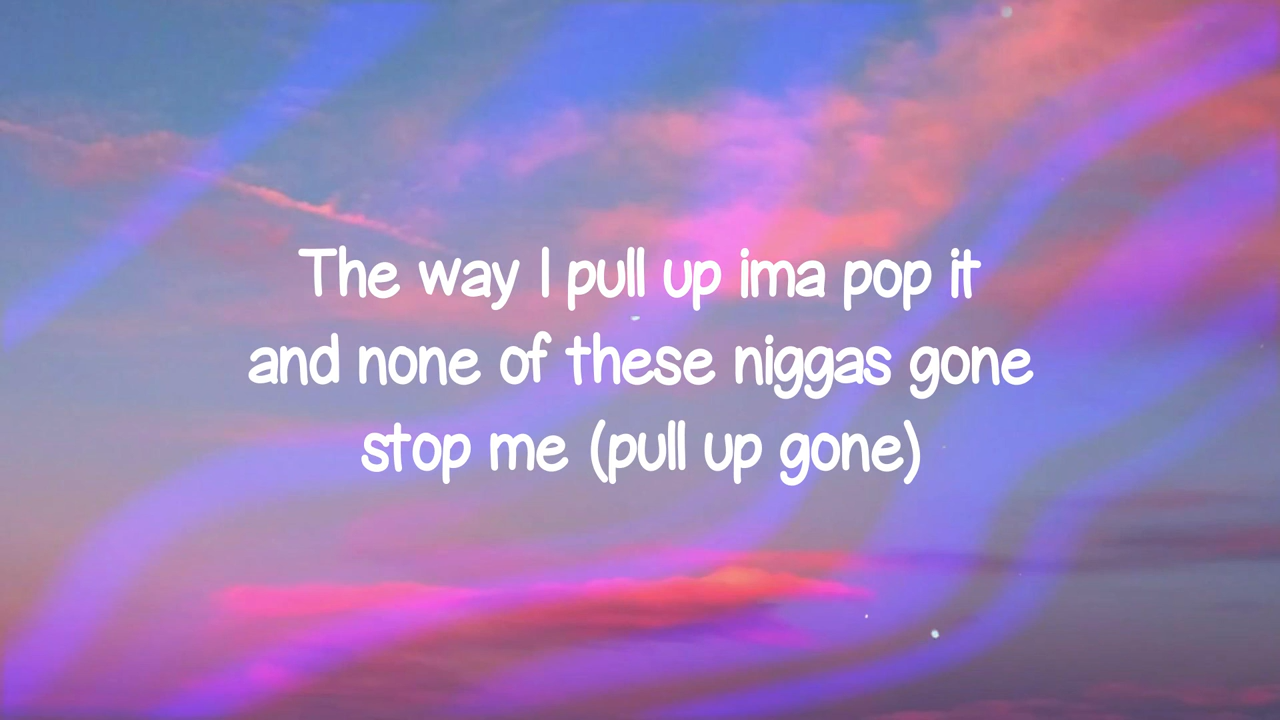 The way I pull up ima pop it
and none of these niggas gone
stop me (pull up gone)